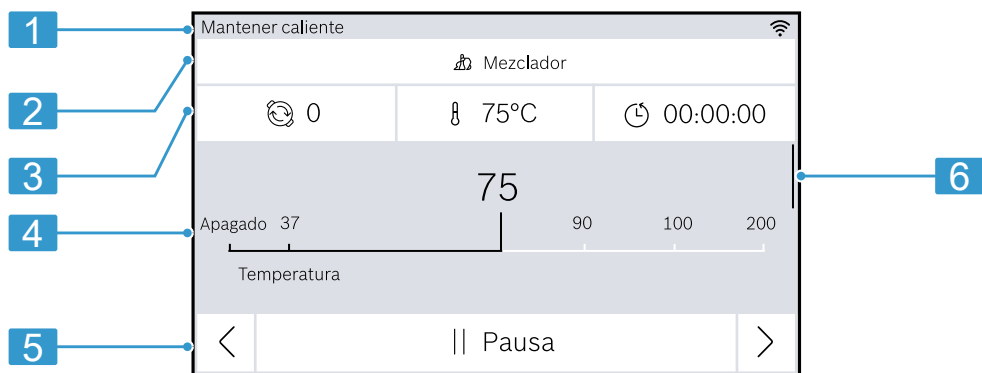 1
Mantener caliente
2
Mezclador
3
0 75°C 00:00:00
6
75
4
Apagado 37 90 100 200
Temperatura
5
Pausa